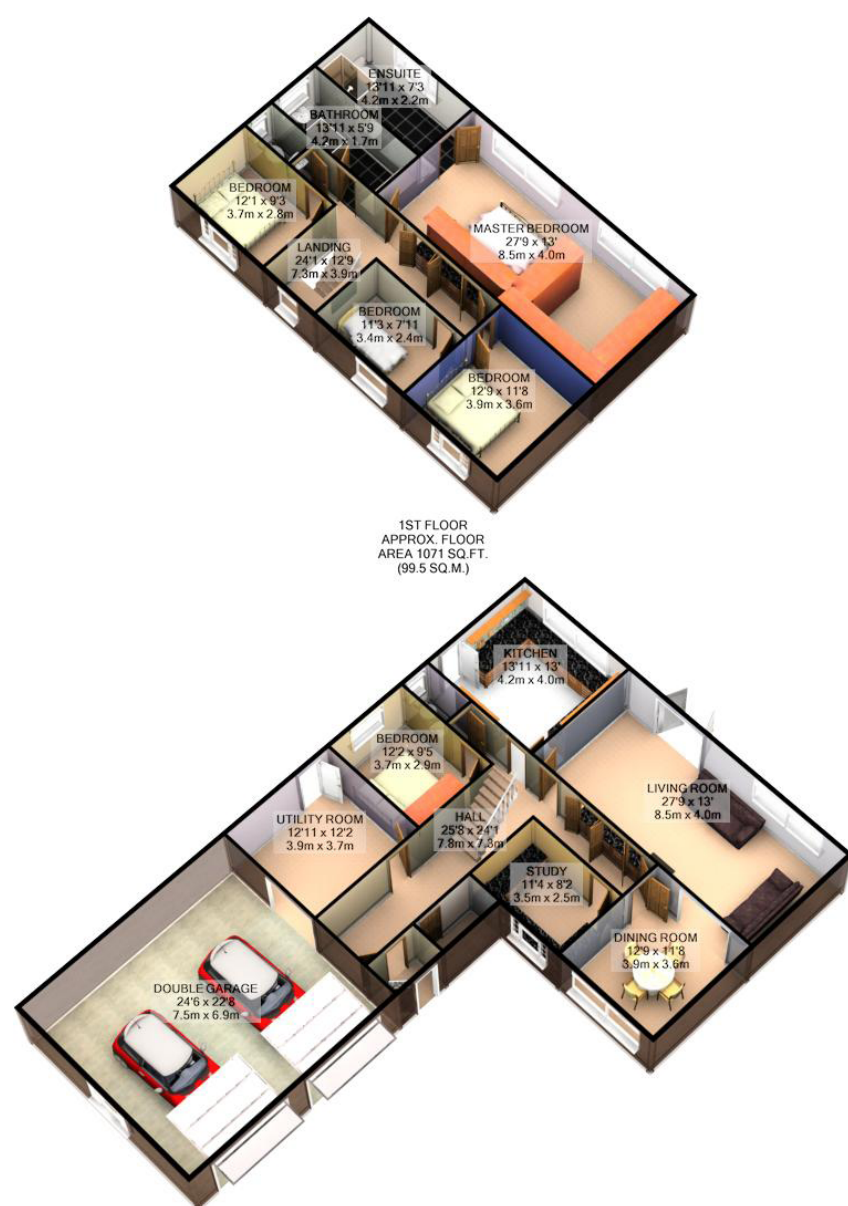 ENSUITE
13'11 x 7'3
4.2m x 2.2m
BATHROOM
13'11 x 5'9
4.2m x 1.7m
BEDROOM
12'1 x 9'3
3.7m x 2.8m
MASTER BEDROOM
27'9 x 13'
8.5m x 4.0m
LANDING
24'1 x 12'9
7.3m x 3.9m
BEDROOM
11'3 x 7'11
3.4m x 2.4m
BEDROOM
12'9 x 11'8
3.9m x 3.6m
1ST FLOOR
APPROX. FLOOR
AREA 1071 SQ.FT.
(99.5 SQ.M.)
KITCHEN
13'11 x 13'
4.2m x 4.0m
BEDROOM
12'2 x 9'5
3.7m x 2.9m
LIVING ROOM
27'9 x 13'
8.5m x 4.0m
UTILITY ROOM
12'11 x 12'2
3.9m x 3.7m
HALL
25'8 x 24'1
7.8m x 7.3m
STUDY
11'4 x 8'2
3.5m x 2.5m
DINING ROOM
12'9 x 11'8
3.9m x 3.6m
DOUBLE GARAGE
24'6 x 22'8
7.5m x 6.9m